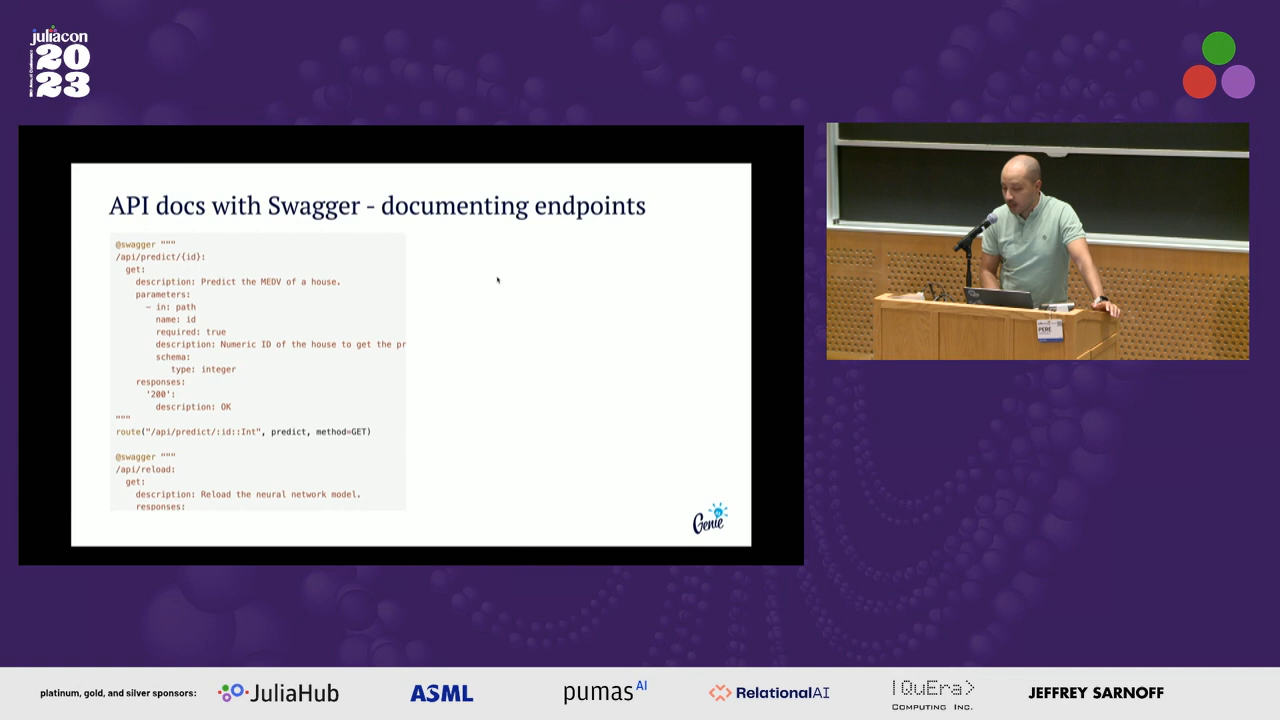 juliacon
20
23
API docs with Swagger - documenting endpoints
@swagger """
/api/predict/{id}:
get:
description: Predict the MEDV of a house.
parameters:
- in: path
name: id
required: true
description: Numeric ID of the house to get the pr
schema:
type: integer
responses:
'200':
description: OK
"""
route("/api/predict/:id::Int", predict, method=GET)
@swagger """
/api/reload:
get:
description: Reload the neural network model.
responses:
Genie
PERE
platinum, gold, and silver sponsors:
JuliaHub
ASML
pumas AI
RelationalAI
|QuEra>
COMPUTING INC.
JEFFREY SARNOFF